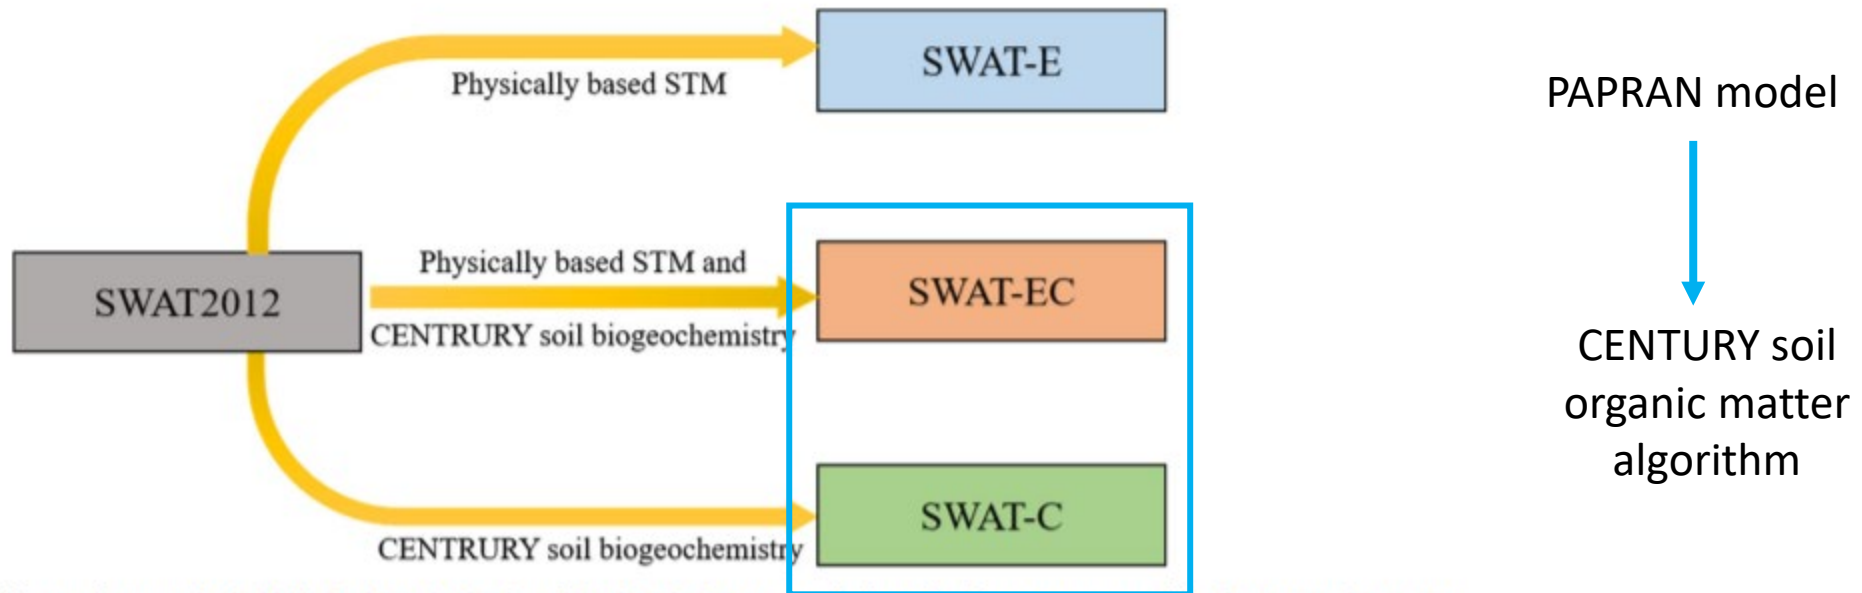 SWAT-E
Physically based STM
SWAT2012
Physically based STM and
CENTRURY soil biogeochemistry
SWAT-EC
SWAT-C
CENTRURY soil biogeochemistry
PAPRAN model
CENTURY soil
organic matter
algorithm